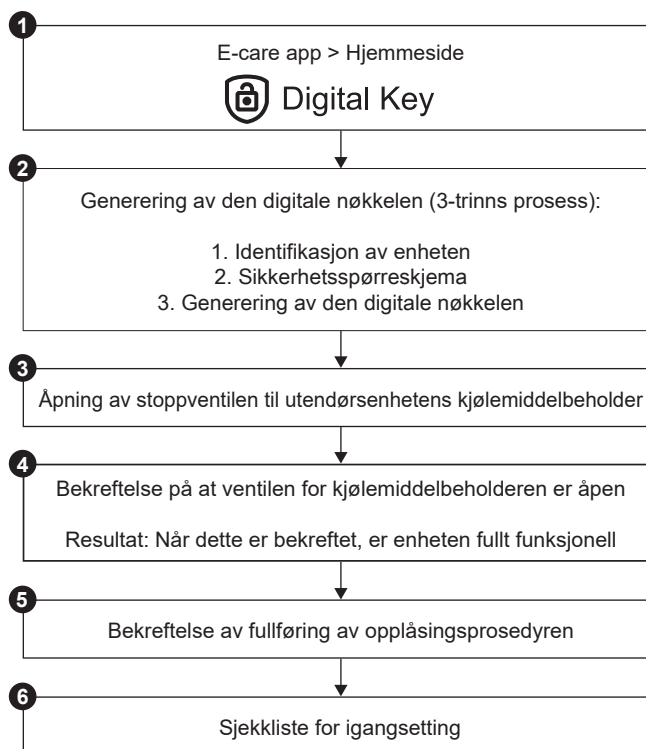 1
E-care app > Hjemmeside
Digital Key
2
Generering av den digitale nøkkelen (3-trinns prosess):
1. Identifikasjon av enheten
2. Sikkerhetsspørreskjema
3. Generering av den digitale nøkkelen
3
Åpning av stoppventilen til utendørsenhetens kjølemiddelbeholder
4
Bekreftelse på at ventilen for kjølemiddelbeholderen er åpen
Resultat: Når dette er bekreftet, er enheten fullt funksjonell
5
Bekreftelse av fullføring av opplåsingsprosedyren
6
Sjekkliste for igangsetting